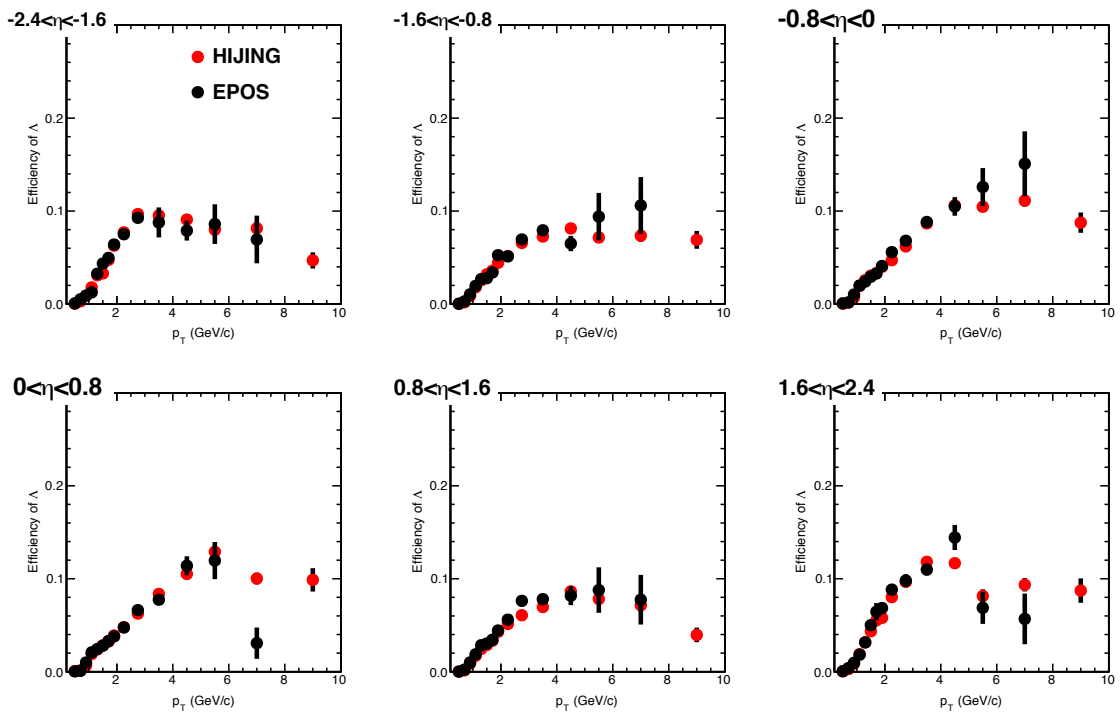 -2.4<η<-1.6
HIJING
EPOS
Efficiency of Λ
0.2
0.1
0.0
2 4 6 8 10
p_T (GeV/c)
-1.6<η<-0.8
Efficiency of Λ
0.2
0.1
0.0
2 4 6 8 10
p_T (GeV/c)
-0.8<η<0
Efficiency of Λ
0.2
0.1
0.0
2 4 6 8 10
p_T (GeV/c)
0<η<0.8
Efficiency of Λ
0.2
0.1
0.0
2 4 6 8 10
p_T (GeV/c)
0.8<η<1.6
Efficiency of Λ
0.2
0.1
0.0
2 4 6 8 10
p_T (GeV/c)
1.6<η<2.4
Efficiency of Λ
0.2
0.1
0.0
2 4 6 8 10
p_T (GeV/c)